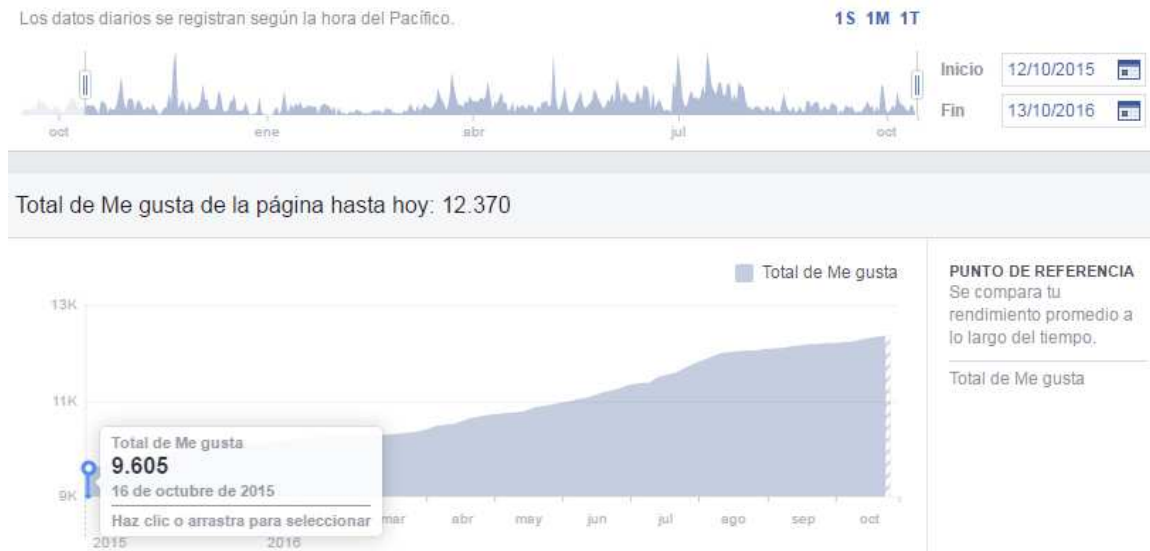 Los datos diarios se registran según la hora del Pacífico.
1S 1M 1T
Inicio 12/10/2015
Fin 13/10/2016
oct ene abr jul oct
Total de Me gusta de la página hasta hoy: 12.370
Total de Me gusta
PUNTO DE REFERENCIA
Se compara tu
rendimiento promedio a
lo largo del tiempo.
Total de Me gusta
13K
11K
9K
Total de Me gusta
9.605
16 de octubre de 2015
Haz clic o arrastra para seleccionar
mar abr may jun jul ago sep oct
2015 2016